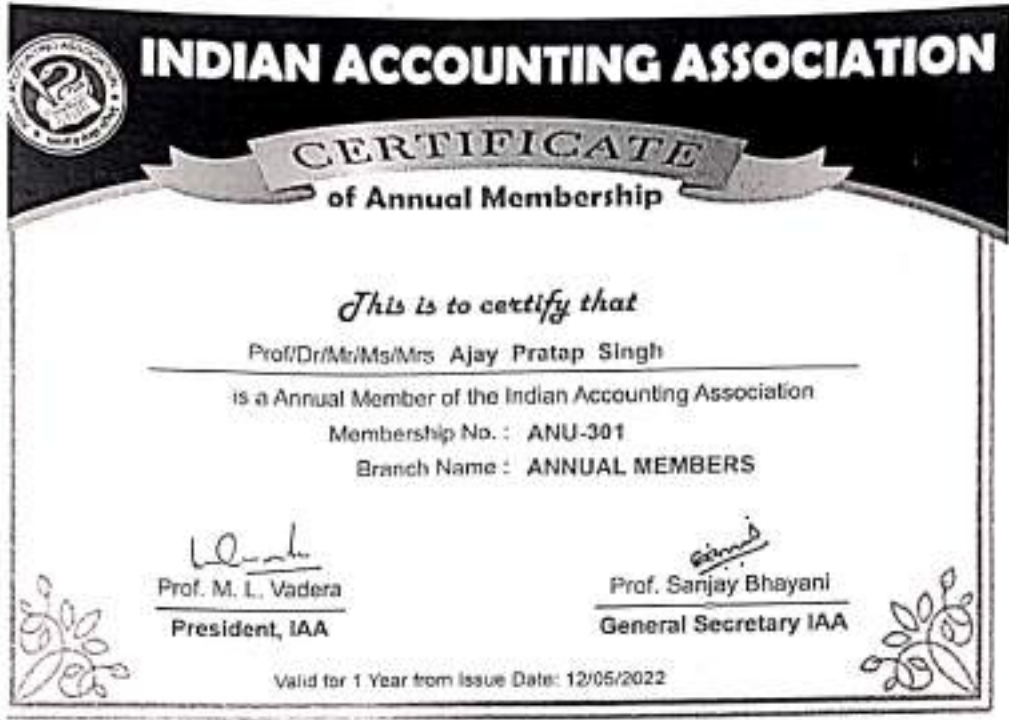 INDIAN ACCOUNTING ASSOCIATION
CERTIFICATE
of Annual Membership
This is to certify that
Prof/Dr/Mr/Ms/Mrs Ajay Pratap Singh
is a Annual Member of the Indian Accounting Association
Membership No. : ANU-301
Branch Name : ANNUAL MEMBERS
Prof. M. L. Vadera
President, IAA
Prof. Sanjay Bhayani
General Secretary IAA
Valid for 1 Year from Issue Date: 12/05/2022